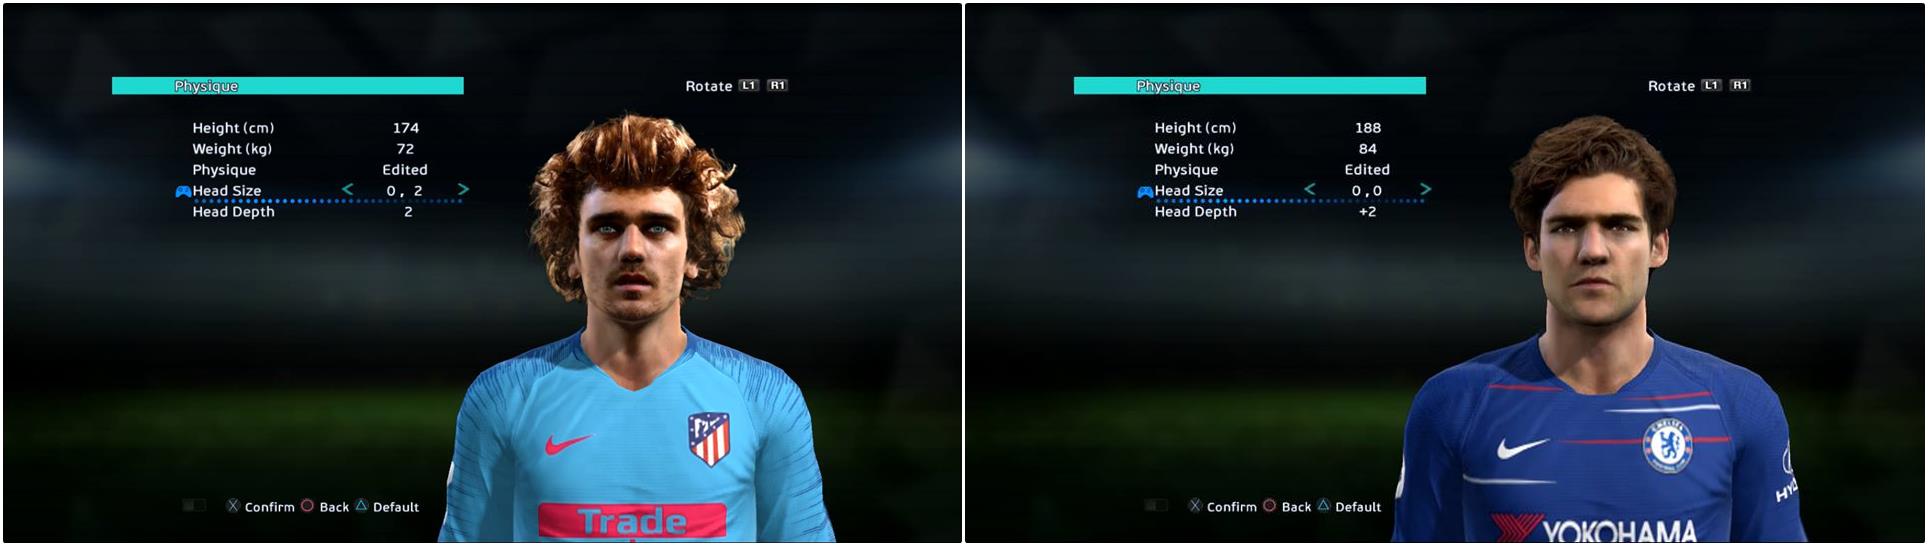 Physique
Rotate L1 R1
Height (cm) 174
Weight (kg) 72
Physique Edited
Head Size < 0 , 2 >
Head Depth 2
Confirm Back Default
Trade
Physique
Rotate L1 R1
Height (cm) 188
Weight (kg) 84
Physique Edited
Head Size < 0 , 0 >
Head Depth +2
CHELSEA
HY
YOKOHAMA
Confirm Back Default